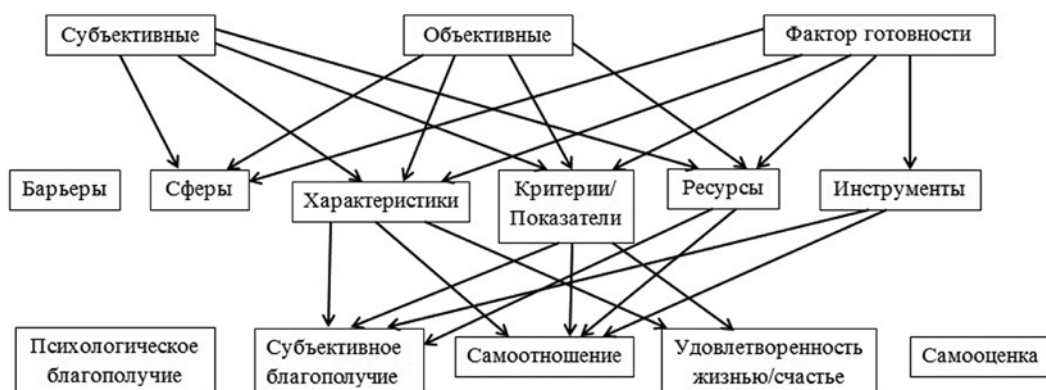 Субъективные
Объективные
Фактор готовности
Барьеры
Сферы
Характеристики
Критерии/
Показатели
Ресурсы
Инструменты
Психологическое
благополучие
Субъективное
благополучие
Самоотношение
Удовлетворенность
жизнью/счастье
Самооценка